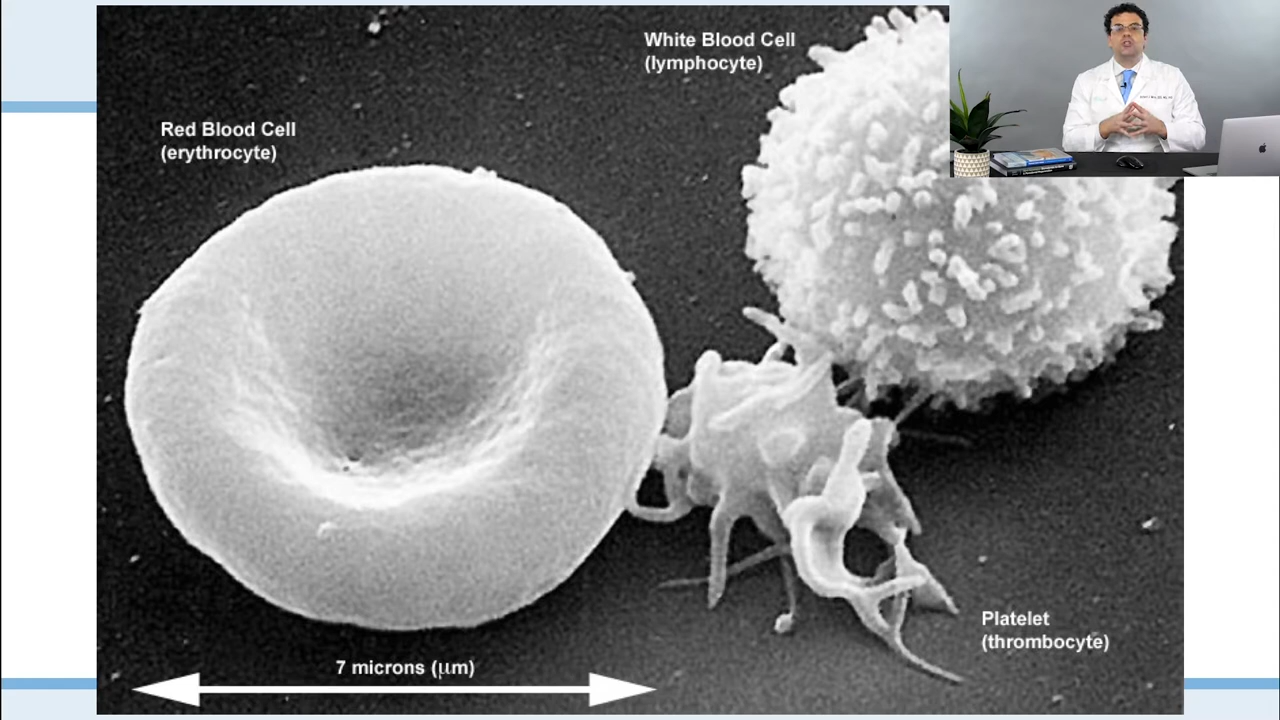 White Blood Cell
(lymphocyte)
Red Blood Cell
(erythrocyte)
Platelet
(thrombocyte)
7 microns (μm)